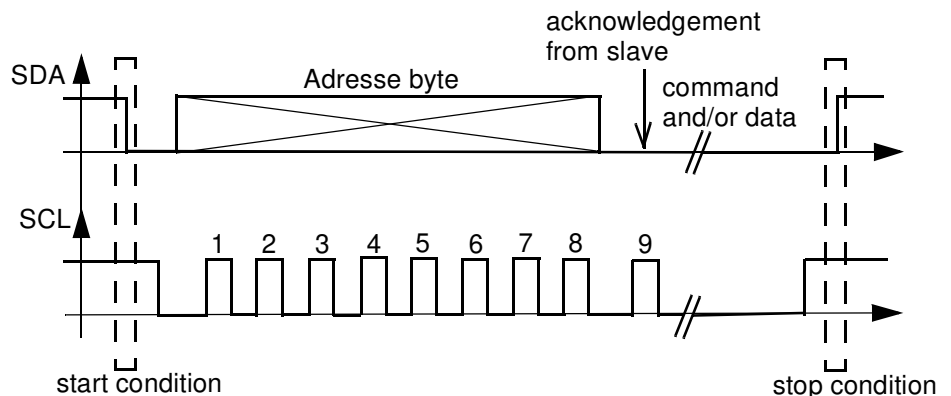 acknowledgement
from slave
SDA
Adresse byte
command
and/or data
SCL
1 2 3 4 5 6 7 8 9
start condition
stop condition